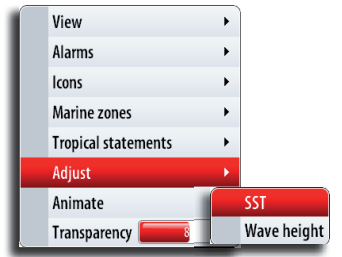 View
Alarms
Icons
Marine zones
Tropical statements
Adjust
SST
Animate
Wave height
Transparency 8